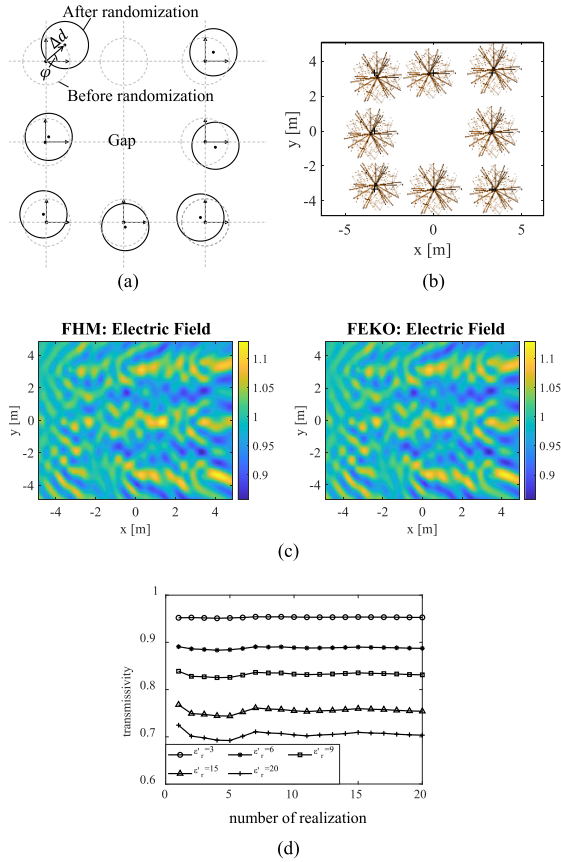 After randomization
Δd
φ
Before randomization
Gap
(a)
4
2
0
-2
-4
y [m]
-5
0
5
x [m]
(b)
FHM: Electric Field
4
2
0
-2
-4
y [m]
-4
-2
0
2
4
x [m]
1.1
1.05
1
0.95
0.9
FEKO: Electric Field
4
2
0
-2
-4
y [m]
-4
-2
0
2
4
x [m]
1.1
1.05
1
0.95
0.9
(c)
1
0.9
0.8
0.7
0.6
transmissivity
ε'r=3
ε'r=6
ε'r=9
ε'r=15
ε'r=20
0
5
10
15
20
number of realization
(d)